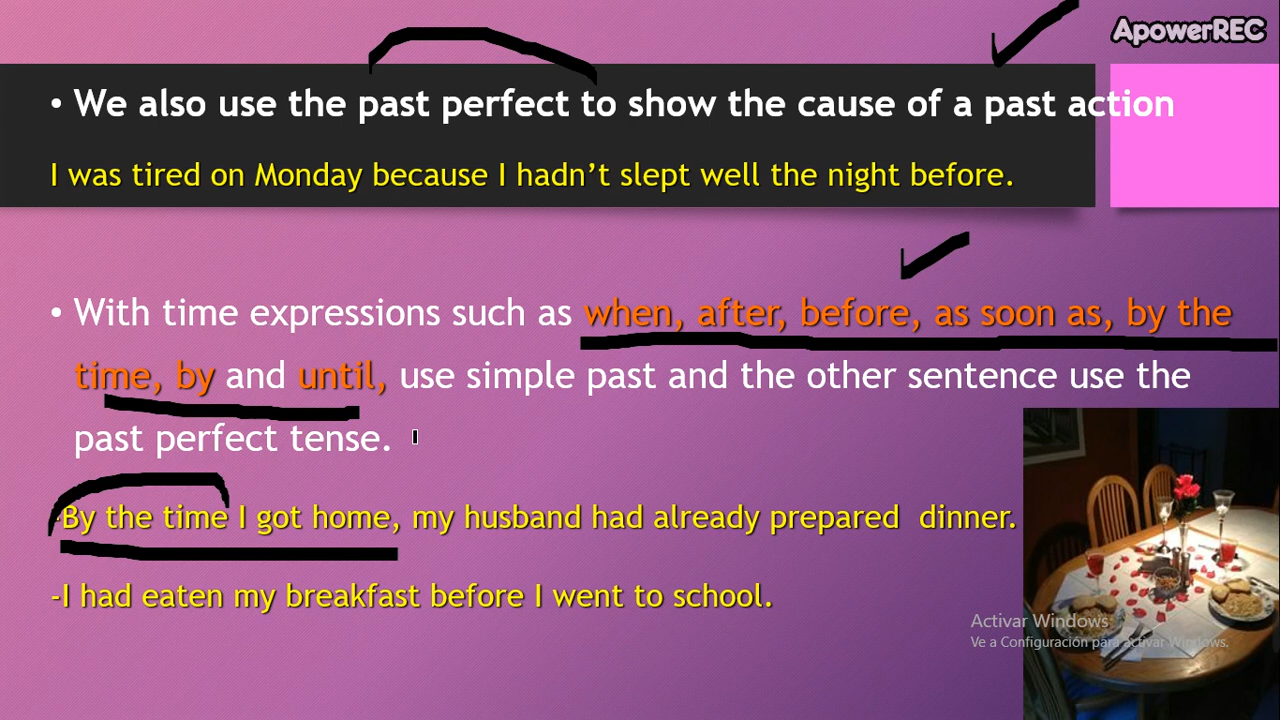 ApowerREC
• We also use the past perfect to show the cause of a past action
I was tired on Monday because I hadn’t slept well the night before.
• With time expressions such as when, after, before, as soon as, by the
time, by and until, use simple past and the other sentence use the
past perfect tense.
-By the time I got home, my husband had already prepared dinner.
-I had eaten my breakfast before I went to school.
Activar Windows
Ve a Configuración para activar Windows.